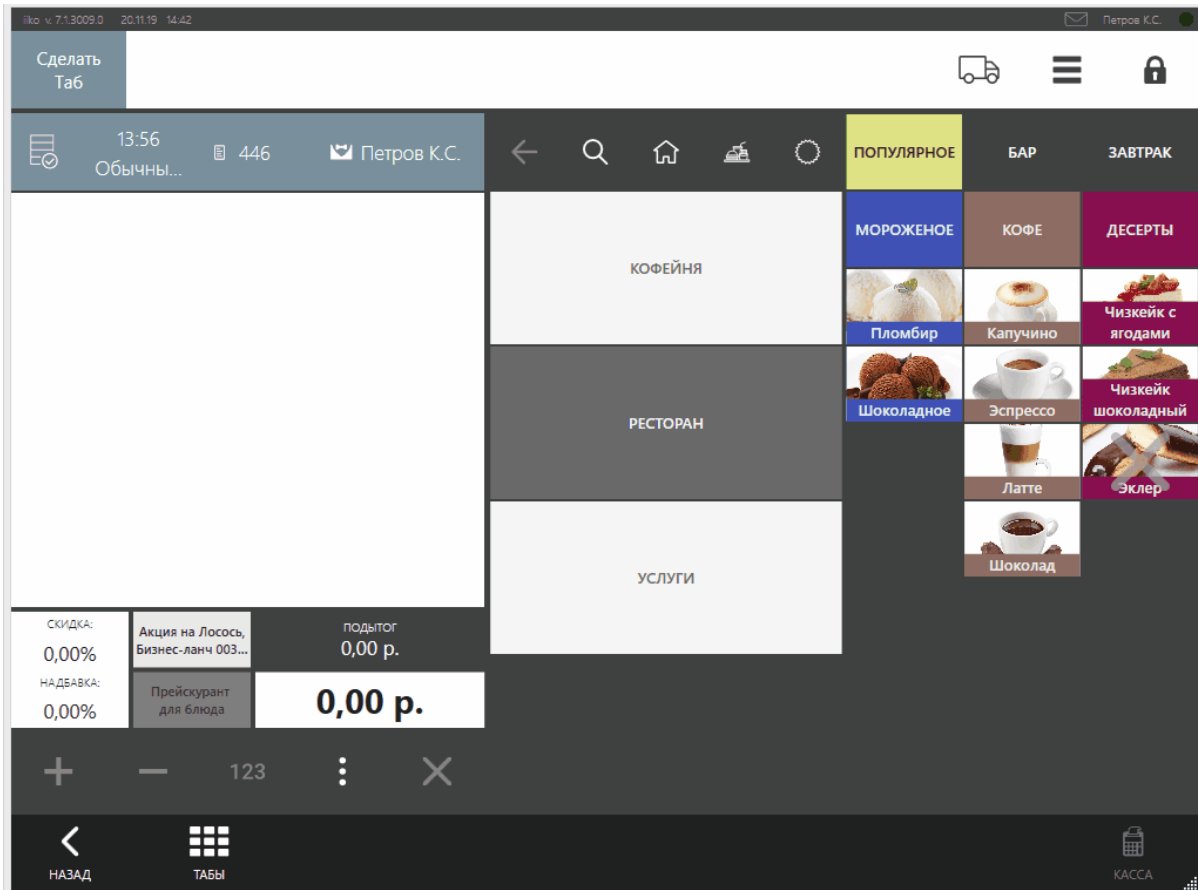 iiko v. 7.1.3009.0 20.11.19 14:42 Петров К.С.
Сделать
Таб
13:56
Обычны...
446
Петров К.С.
ПОПУЛЯРНОЕ БАР ЗАВТРАК
МОРОЖЕНОЕ КОФЕ ДЕСЕРТЫ
КОФЕЙНЯ
РЕСТОРАН
УСЛУГИ
Пломбир
Капучино
Чизкейк с
ягодами
Шоколадное
Эспрессо
Чизкейк
шоколадный
Латте
Эклер
Шоколад
СКИДКА:
0,00%
НАДБАВКА:
0,00%
Акция на Лосось,
Бизнес-ланч 003...
Прейскурант
для блюда
ПОДЫТОГ
0,00 р.
0,00 р.
123
НАЗАД
ТАБЫ
КАССА